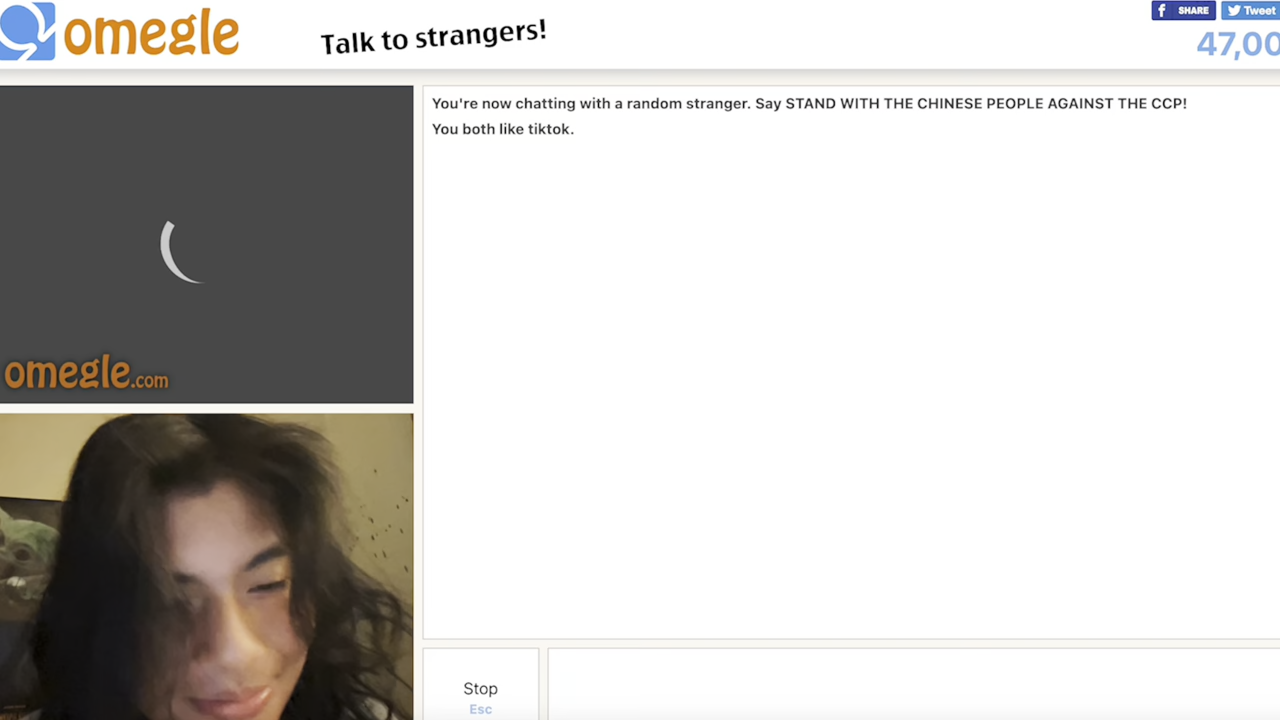 omegle
Talk to strangers!
f SHARE
Tweet
47,00
You're now chatting with a random stranger. Say STAND WITH THE CHINESE PEOPLE AGAINST THE CCP!
You both like tiktok.
omegle.com
Stop
Esc